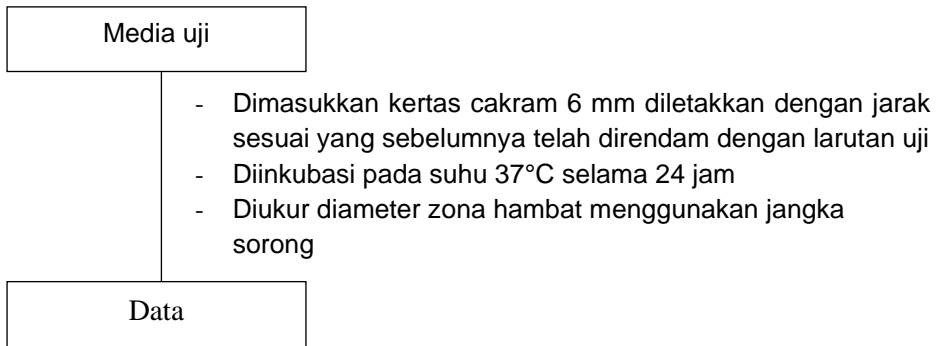 Media uji
- Dimasukkan kertas cakram 6 mm diletakkan dengan jarak
sesuai yang sebelumnya telah direndam dengan larutan uji
- Diinkubasi pada suhu 37°C selama 24 jam
- Diukur diameter zona hambat menggunakan jangka
sorong
Data